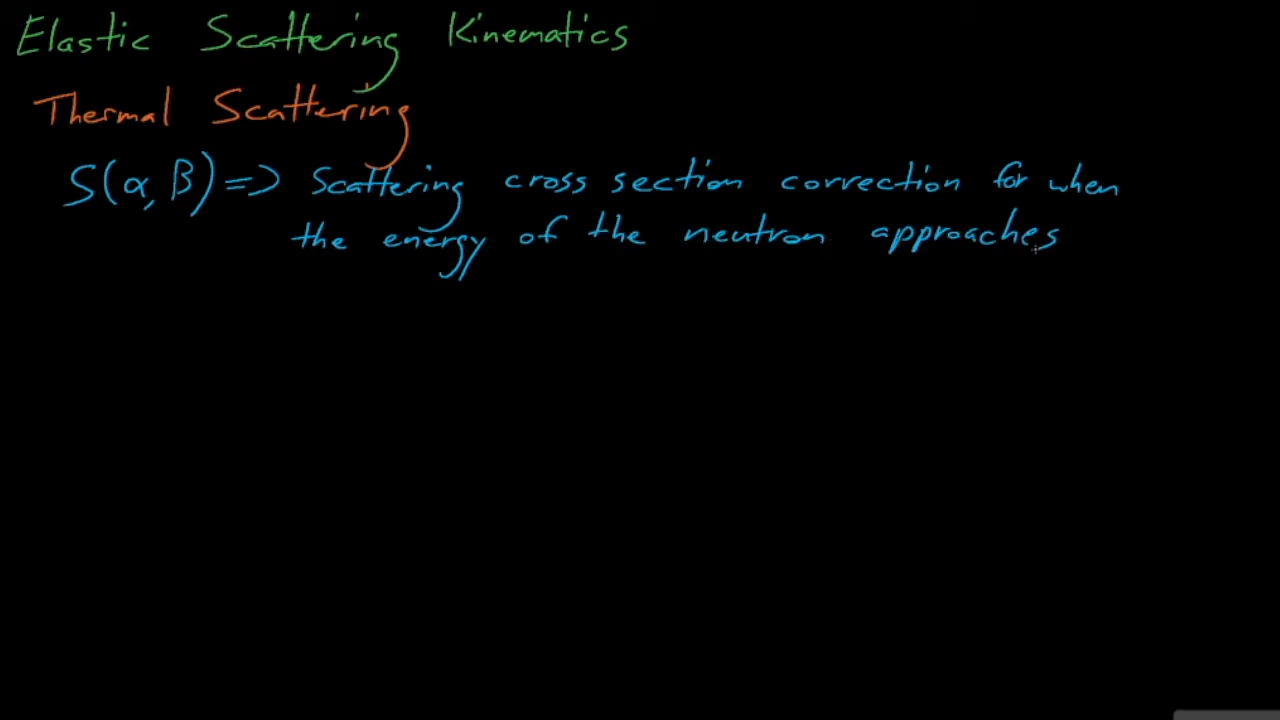 Elastic Scattering Kinematics
Thermal Scattering
S(α, β) => Scattering cross section correction for when
the energy of the neutron approaches